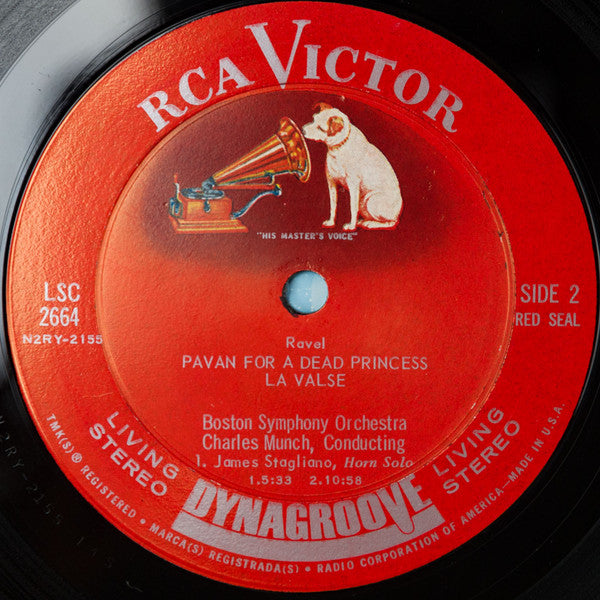 RCA VICTOR
"HIS MASTER'S VOICE"
LSC
2664
N2RY-2155
SIDE 2
RED SEAL
Ravel
PAVAN FOR A DEAD PRINCESS
LA VALSE
Boston Symphony Orchestra
Charles Munch, Conducting
1. James Stagliano, Horn Solo
1.5:33 2.10:58
LIVING
STEREO
DYNAGROOVE
LIVING
STEREO
TMK(S) ® REGISTERED • MARCA(S) REGISTRADA(S) • RADIO CORPORATION OF AMERICA—MADE IN U.S.A.